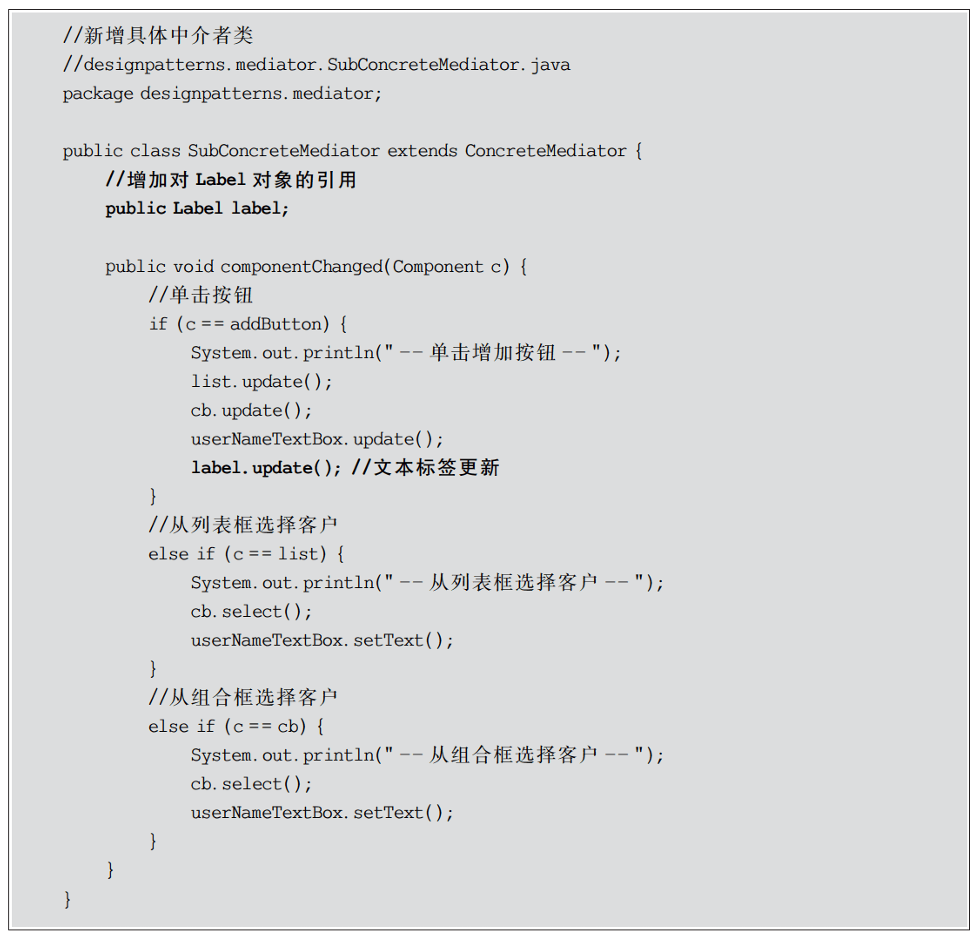 //新增具体中介者类
//designpatterns.mediator.SubConcreteMediator.java
package designpatterns.mediator;

public class SubConcreteMediator extends ConcreteMediator {
    //增加对 Label 对象的引用
    public Label label;

    public void componentChanged(Component c) {
        //单击按钮
        if (c == addButton) {
            System.out.println("-- 单击增加按钮 --");
            list.update();
            cb.update();
            userNameTextBox.update();
            label.update(); //文本标签更新
        }
        //从列表框选择客户
        else if (c == list) {
            System.out.println("-- 从列表框选择客户 --");
            cb.select();
            userNameTextBox.setText();
        }
        //从组合框选择客户
        else if (c == cb) {
            System.out.println("-- 从组合框选择客户 --");
            cb.select();
            userNameTextBox.setText();
        }
    }
}